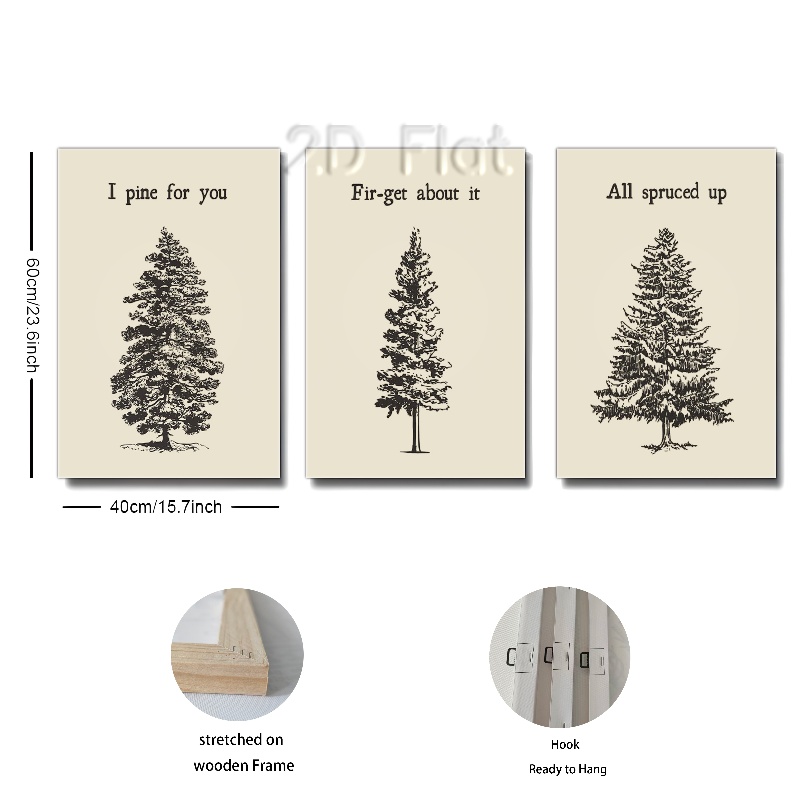 2D Flat
I pine for you
Fir-get about it
All spruced up
60cm/23.6inch
40cm/15.7inch
stretched on
wooden Frame
Hook
Ready to Hang